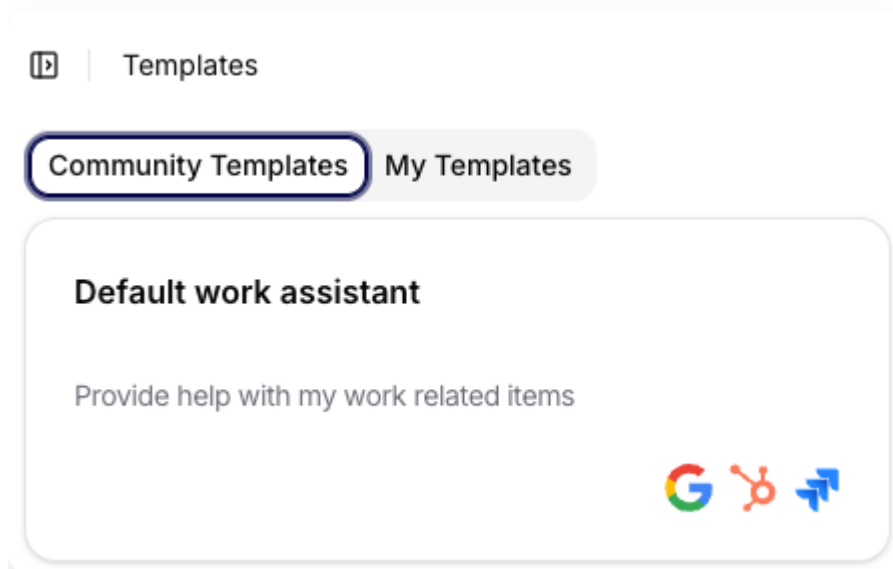 Templates
Community Templates My Templates
Default work assistant
Provide help with my work related items